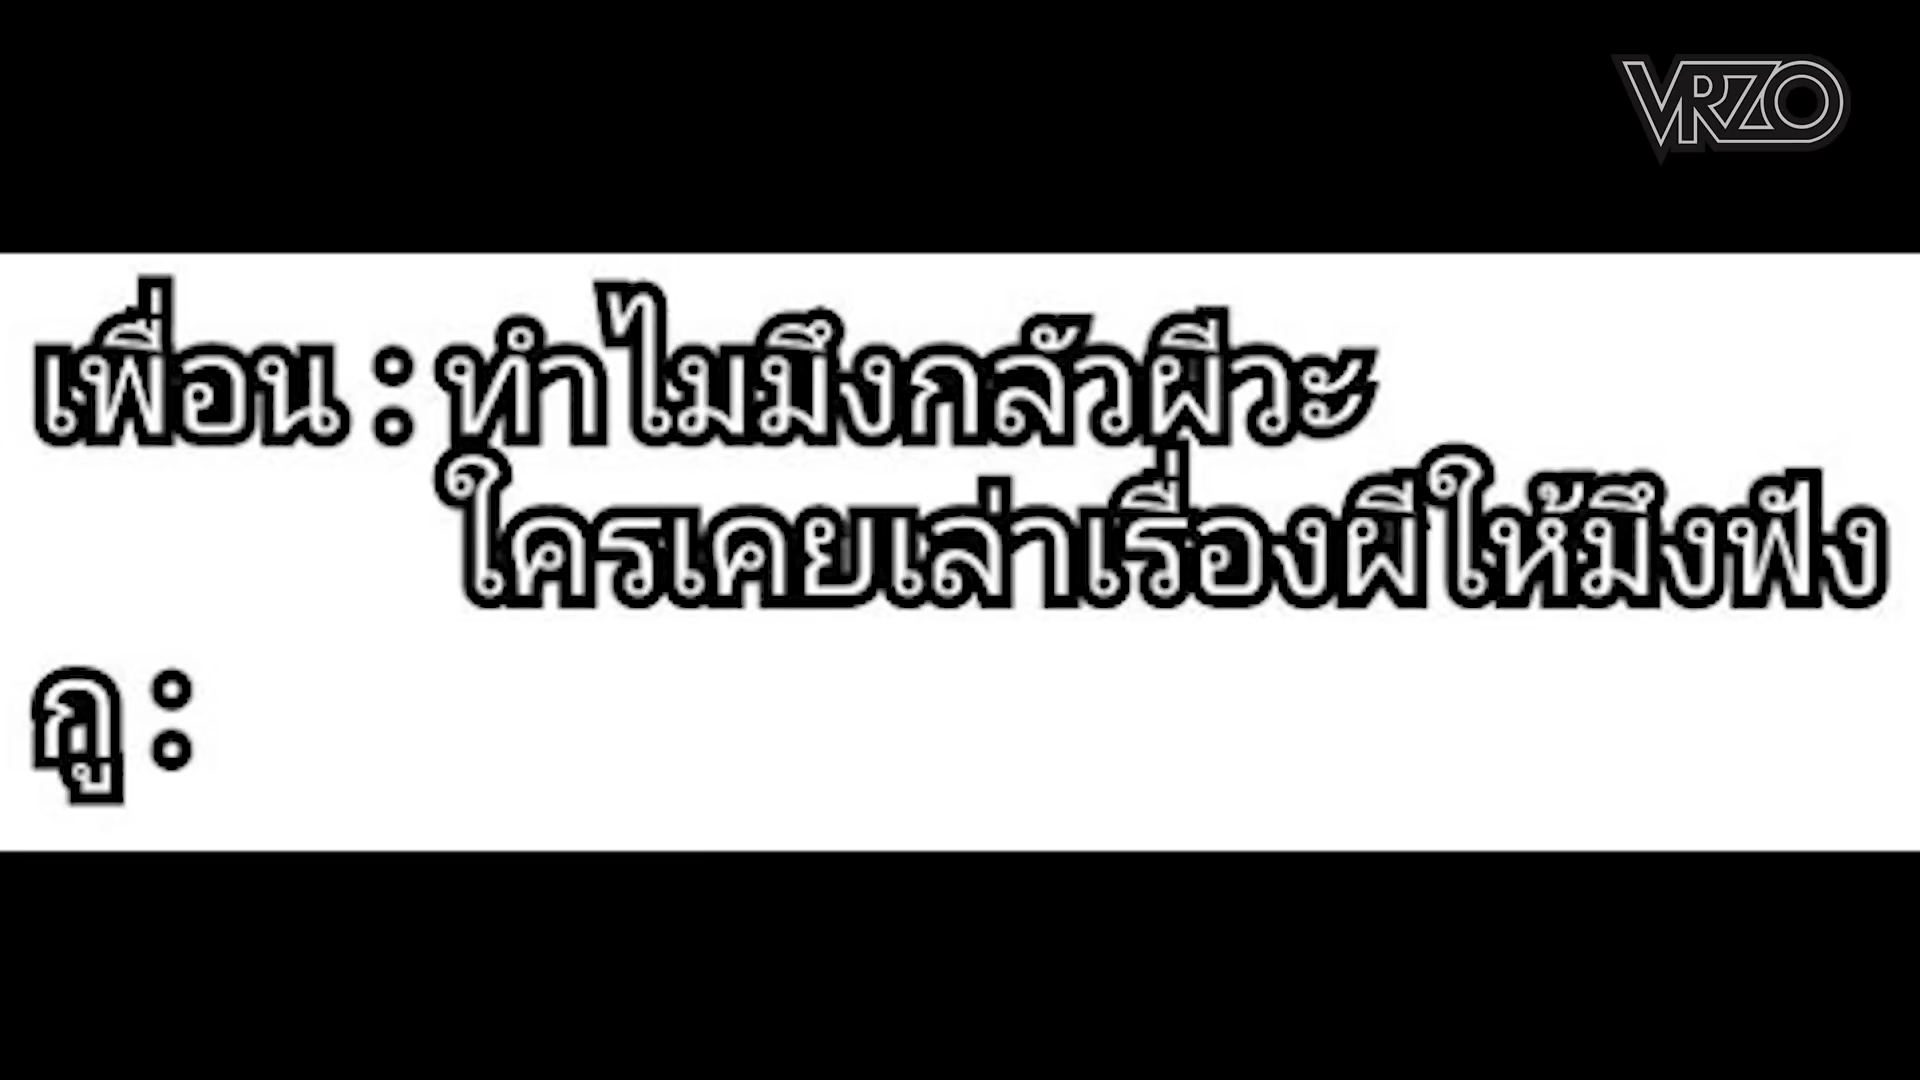 VRZO
เพื่อน : ทำไมมึงกลัวผีวะ
ใครเคยเล่าเรื่องผีให้มึงฟัง
กู :